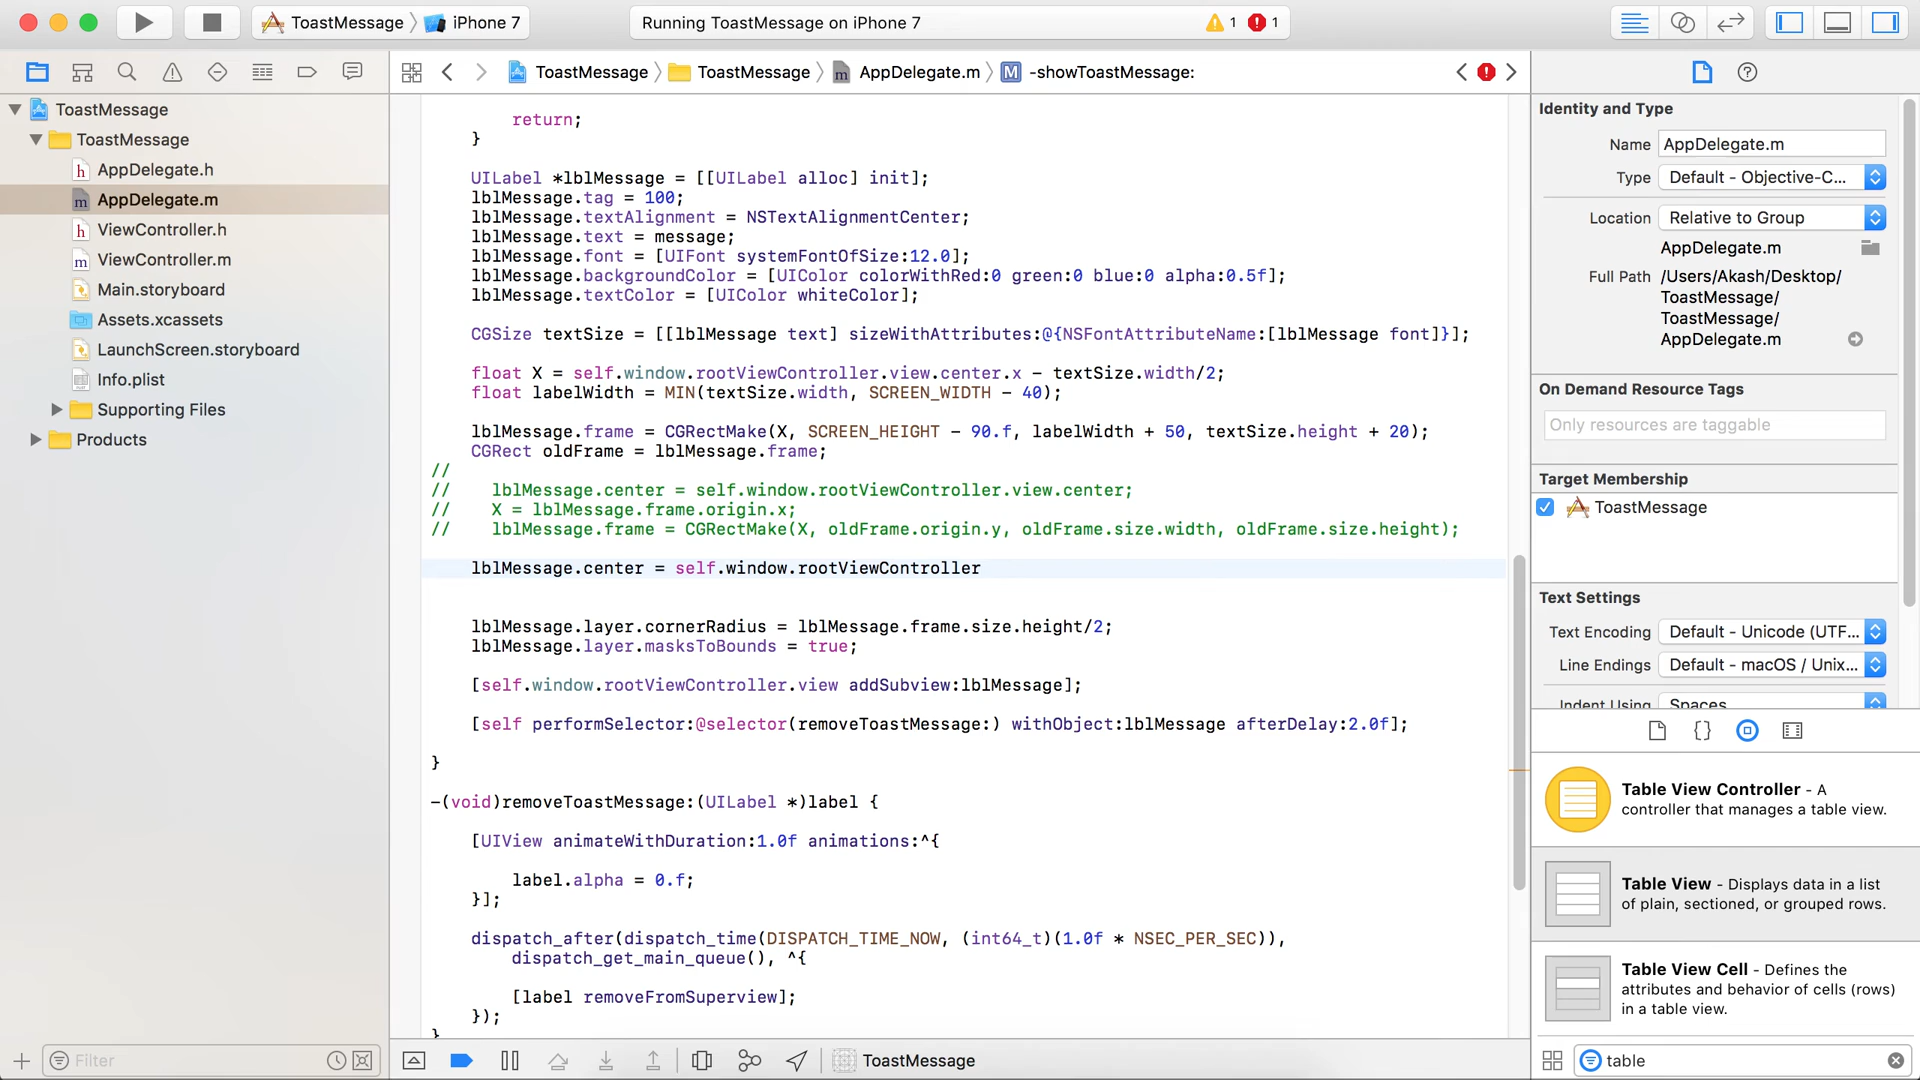 ToastMessage
iPhone 7
Running ToastMessage on iPhone 7
1
1
ToastMessage
ToastMessage
AppDelegate.m
M
-showToastMessage:
ToastMessage
ToastMessage
h AppDelegate.h
m AppDelegate.m
h ViewController.h
m ViewController.m
Main.storyboard
Assets.xcassets
LaunchScreen.storyboard
Info.plist
Supporting Files
Products
Filter
return;
}
UILabel *lblMessage = [[UILabel alloc] init];
lblMessage.tag = 100;
lblMessage.textAlignment = NSTextAlignmentCenter;
lblMessage.text = message;
lblMessage.font = [UIFont systemFontOfSize:12.0];
lblMessage.backgroundColor = [UIColor colorWithRed:0 green:0 blue:0 alpha:0.5f];
lblMessage.textColor = [UIColor whiteColor];
CGSize textSize = [[lblMessage text] sizeWithAttributes:@{NSFontAttributeName:[lblMessage font]}];
float X = self.window.rootViewController.view.center.x - textSize.width/2;
float labelWidth = MIN(textSize.width, SCREEN_WIDTH - 40);
lblMessage.frame = CGRectMake(X, SCREEN_HEIGHT - 90.f, labelWidth + 50, textSize.height + 20);
CGRect oldFrame = lblMessage.frame;
//
// lblMessage.center = self.window.rootViewController.view.center;
// X = lblMessage.frame.origin.x;
// lblMessage.frame = CGRectMake(X, oldFrame.origin.y, oldFrame.size.width, oldFrame.size.height);
lblMessage.center = self.window.rootViewController
lblMessage.layer.cornerRadius = lblMessage.frame.size.height/2;
lblMessage.layer.masksToBounds = true;
[self.window.rootViewController.view addSubview:lblMessage];
[self performSelector:@selector(removeToastMessage:) withObject:lblMessage afterDelay:2.0f];
}
-(void)removeToastMessage:(UILabel *)label {
[UIView animateWithDuration:1.0f animations:^{
label.alpha = 0.f;
}];
dispatch_after(dispatch_time(DISPATCH_TIME_NOW, (int64_t)(1.0f * NSEC_PER_SEC)),
dispatch_get_main_queue(), ^{
[label removeFromSuperview];
});
}
ToastMessage
Identity and Type
Name AppDelegate.m
Type Default - Objective-C...
Location Relative to Group
AppDelegate.m
Full Path /Users/Akash/Desktop/
ToastMessage/
ToastMessage/
AppDelegate.m
On Demand Resource Tags
Only resources are taggable
Target Membership
ToastMessage
Text Settings
Text Encoding Default - Unicode (UTF...
Line Endings Default - macOS / Unix...
Indent Using Spaces
{}
Table View Controller - A
controller that manages a table view.
Table View - Displays data in a list
of plain, sectioned, or grouped rows.
Table View Cell - Defines the
attributes and behavior of cells (rows)
in a table view.
table